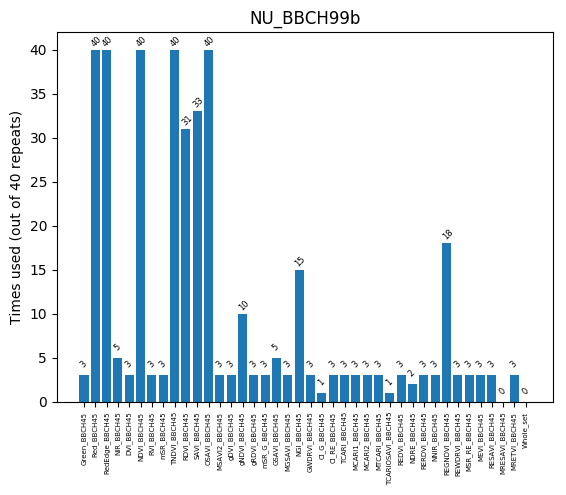 NU_BBCH99b
Times used (out of 40 repeats)
40
35
30
25
20
15
10
5
0
3
40
40
5
3
40
3
3
40
31
33
40
3
3
10
3
3
5
3
15
3
1
3
3
3
3
3
1
3
2
3
3
18
3
3
3
3
0
3
0
Green_BBCH45
Red_BBCH45
RedEdge_BBCH45
NIR_BBCH45
DVI_BBCH45
NDVI_BBCH45
RVI_BBCH45
mSR_BBCH45
TNDVI_BBCH45
RDVI_BBCH45
SAVI_BBCH45
OSAVI_BBCH45
MSAVI2_BBCH45
gDVI_BBCH45
gNDVI_BBCH45
gRDVI_BBCH45
mSR_G_BBCH45
GSAVI_BBCH45
MGSAVI_BBCH45
NGI_BBCH45
GWDRVI_BBCH45
CI_G_BBCH45
CI_RE_BBCH45
TCARI_BBCH45
MCARI1_BBCH45
MCARI2_BBCH45
MTCARI_BBCH45
TCARIOSAVI_BBCH45
REDVI_BBCH45
NDRE_BBCH45
RERDVI_BBCH45
NNIR_BBCH45
REGNDVI_BBCH45
REWDRVI_BBCH45
MSR_RE_BBCH45
MEVI_BBCH45
RESAVI_BBCH45
MRESAVI_BBCH45
MRETVI_BBCH45
Whole_set